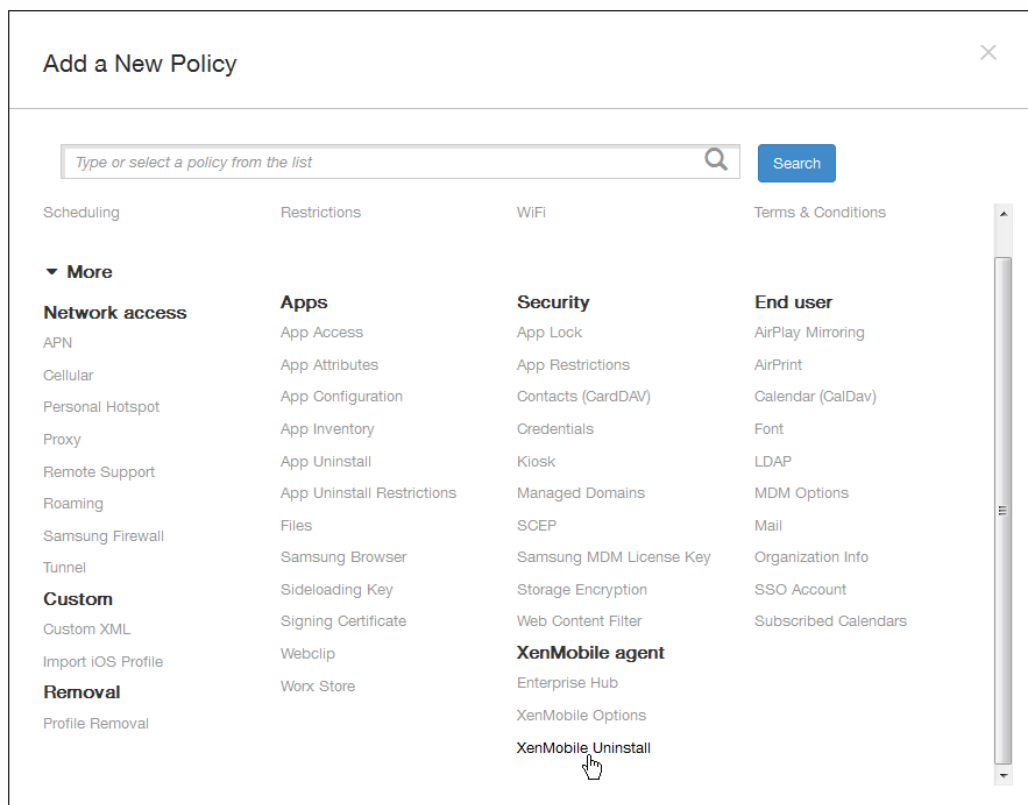 Add a New Policy
Type or select a policy from the list
Search
Scheduling
Restrictions
WiFi
Terms & Conditions
More
Network access
APN
Cellular
Personal Hotspot
Proxy
Remote Support
Roaming
Samsung Firewall
Tunnel
Custom
Custom XML
Import iOS Profile
Removal
Profile Removal
Apps
App Access
App Attributes
App Configuration
App Inventory
App Uninstall
App Uninstall Restrictions
Files
Samsung Browser
Sideloading Key
Signing Certificate
Webclip
Worx Store
Security
App Lock
App Restrictions
Contacts (CardDAV)
Credentials
Kiosk
Managed Domains
SCEP
Samsung MDM License Key
Storage Encryption
Web Content Filter
XenMobile agent
Enterprise Hub
XenMobile Options
XenMobile Uninstall
End user
AirPlay Mirroring
AirPrint
Calendar (CalDav)
Font
LDAP
MDM Options
Mail
Organization Info
SSO Account
Subscribed Calendars